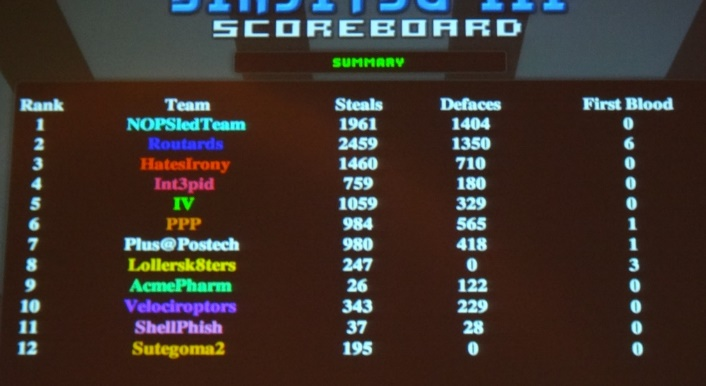 SCOREBOARD
SUMMARY
Rank Team Steals Defaces First Blood
1 NOPSledTeam 1961 1404 0
2 Routards 2459 1350 6
3 HatesIrony 1460 710 0
4 Int3pid 759 180 0
5 IV 1059 329 0
6 PPP 984 565 1
7 Plus@Postech 980 418 1
8 Lollersk8ters 247 0 3
9 AcmePharm 26 122 0
10 Velociroptors 343 229 0
11 ShellPhish 37 28 0
12 Sutegoma2 195 0 0